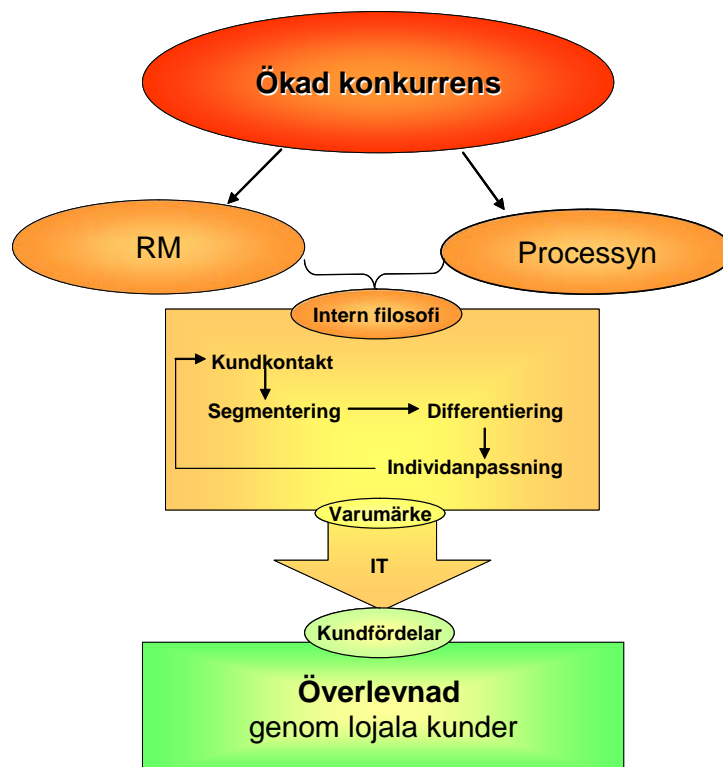 Ökad konkurrens
RM
Processyn
Intern filosofi
Kundkontakt
Segmentering
Differentiering
Individanpassning
Varumärke
IT
Kundfördelar
Överlevnad
genom lojala kunder